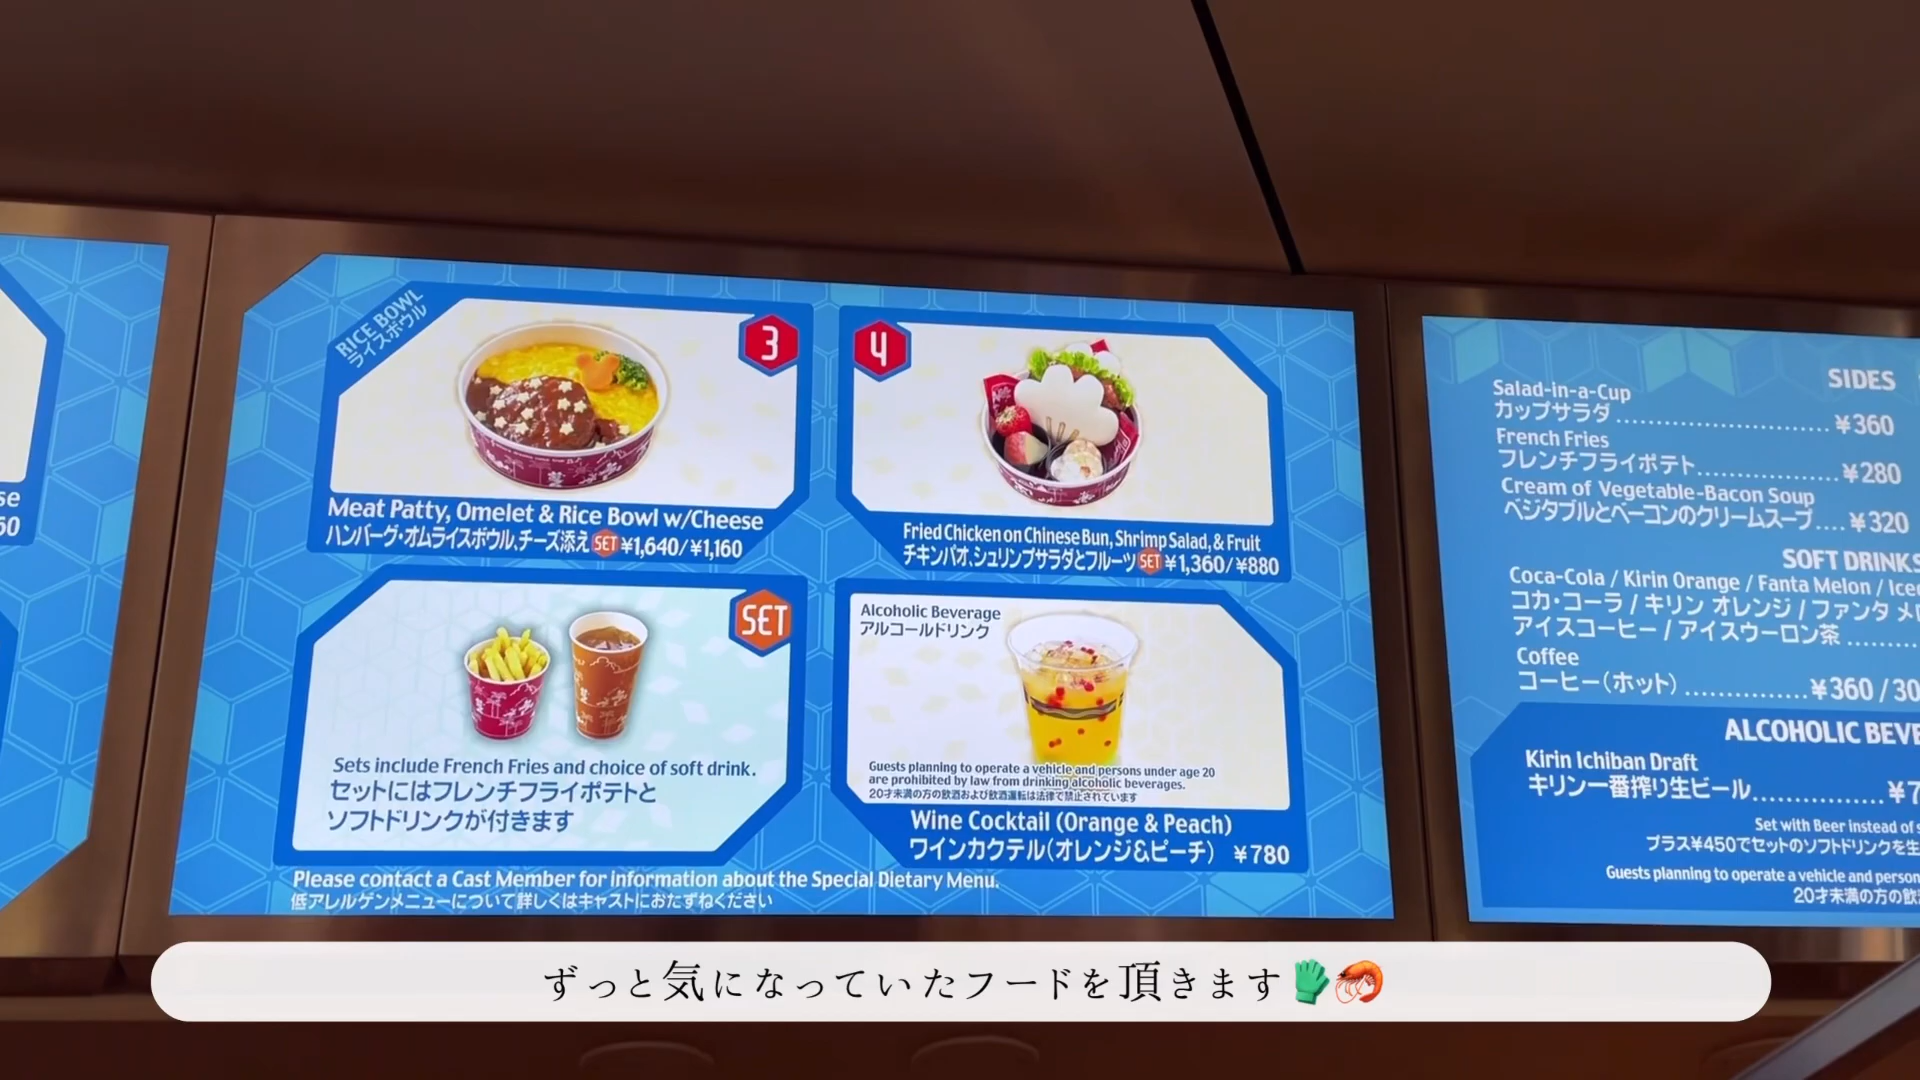 se
60
RICE BOWL
ライスボウル
3
Meat Patty, Omelet & Rice Bowl w/Cheese
ハンバーグ・オムライスボウル、チーズ添え SET ¥1,640/¥1,160
4
Fried Chicken on Chinese Bun, Shrimp Salad, & Fruit
チキンパオ、シュリンプサラダとフルーツ SET ¥1,360/¥880
SET
Sets include French Fries and choice of soft drink.
セットにはフレンチフライポテトと
ソフトドリンクが付きます
Alcoholic Beverage
アルコールドリンク
Guests planning to operate a vehicle and persons under age 20
are prohibited by law from drinking alcoholic beverages.
20才未満の方の飲酒および飲酒運転は法律で禁止されています
Wine Cocktail (Orange & Peach)
ワインカクテル(オレンジ&ピーチ) ¥780
Please contact a Cast Member for information about the Special Dietary Menu.
低アレルゲンメニューについて詳しくはキャストにおたずねください
SIDES
Salad-in-a-Cup
カップサラダ..............................¥360
French Fries
フレンチフライポテト....................¥280
Cream of Vegetable-Bacon Soup
ベジタブルとベーコンのクリームスープ....¥320
SOFT DRINKS
Coca-Cola / Kirin Orange / Fanta Melon / Iced
コカ・コーラ / キリン オレンジ / ファンタ メロ
アイスコーヒー / アイスウーロン茶.........
Coffee
コーヒー(ホット)................¥360 / 30
ALCOHOLIC BEVE
Kirin Ichiban Draft
キリン一番搾り生ビール.................¥7
Set with Beer instead of s
プラス¥450でセットのソフトドリンクを生
Guests planning to operate a vehicle and person
20才未満の方の飲
ずっと気になっていたフードを頂きます